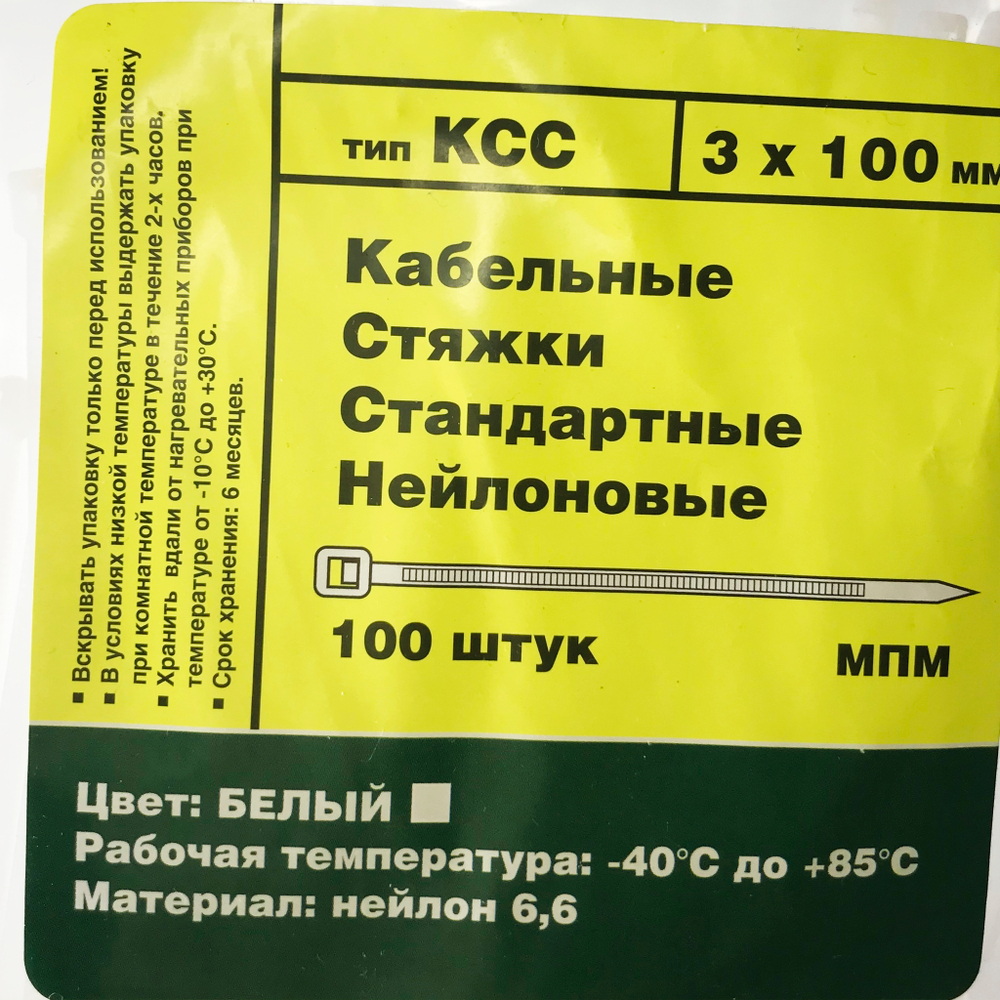 ▪ Вскрывать упаковку только перед использованием!
▪ В условиях низкой температуры выдержать упаковку
при комнатной температуре в течение 2-х часов.
▪ Хранить вдали от нагревательных приборов при
температуре от -10°С до +30°С.
▪ Срок хранения: 6 месяцев.
тип КСС
3 х 100 мм
Кабельные
Стяжки
Стандартные
Нейлоновые
100 штук
МПМ
Цвет: БЕЛЫЙ
Рабочая температура: -40°С до +85°С
Материал: нейлон 6,6